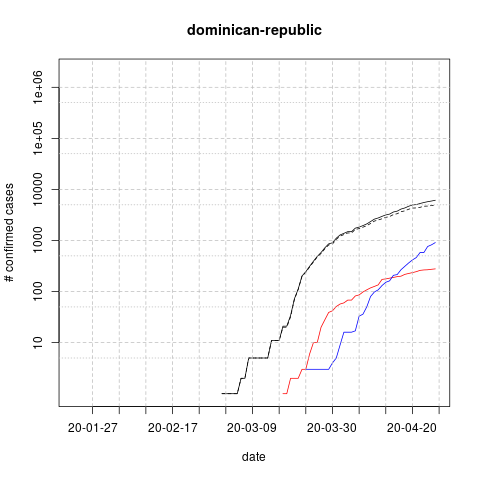 dominican-republic
# confirmed cases
1e+06
1e+05
10000
1000
100
10
20-01-27 20-02-17 20-03-09 20-03-30 20-04-20
date